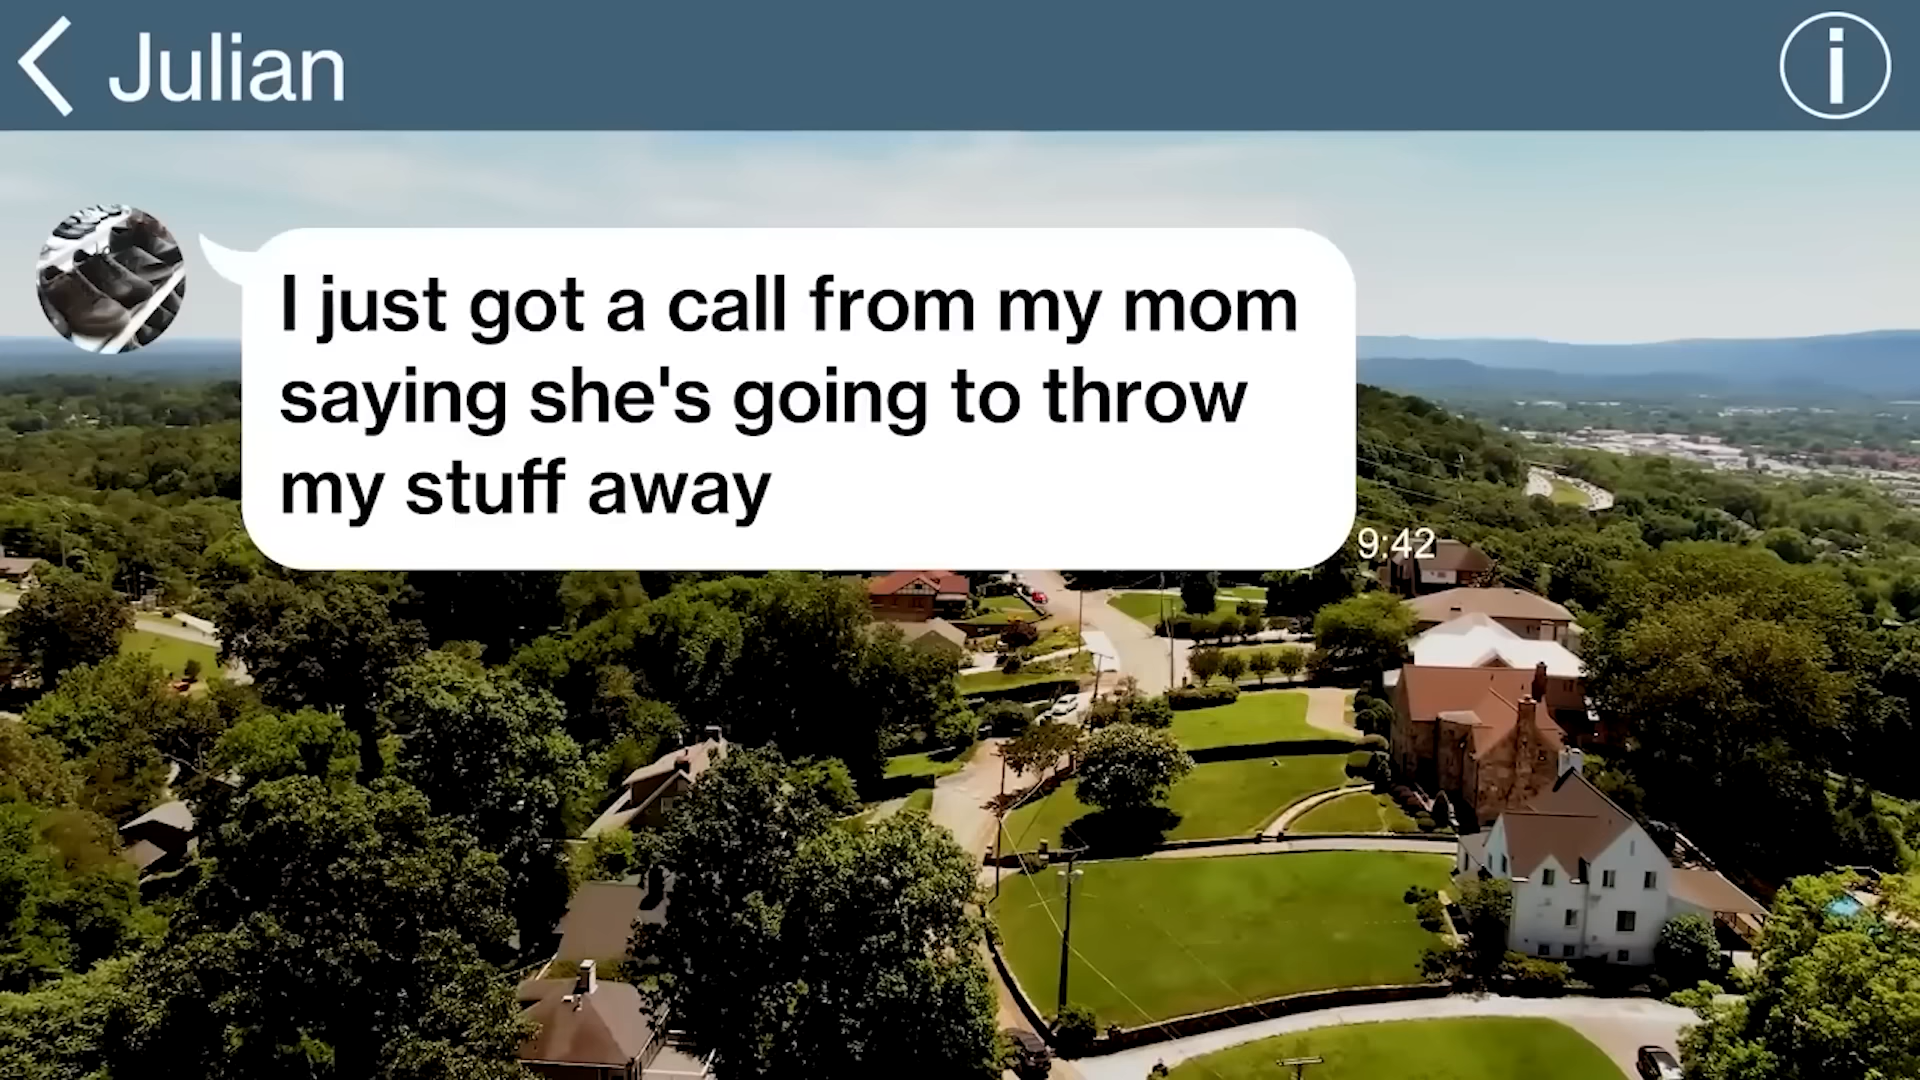 Julian
I just got a call from my mom
saying she's going to throw
my stuff away
9:42